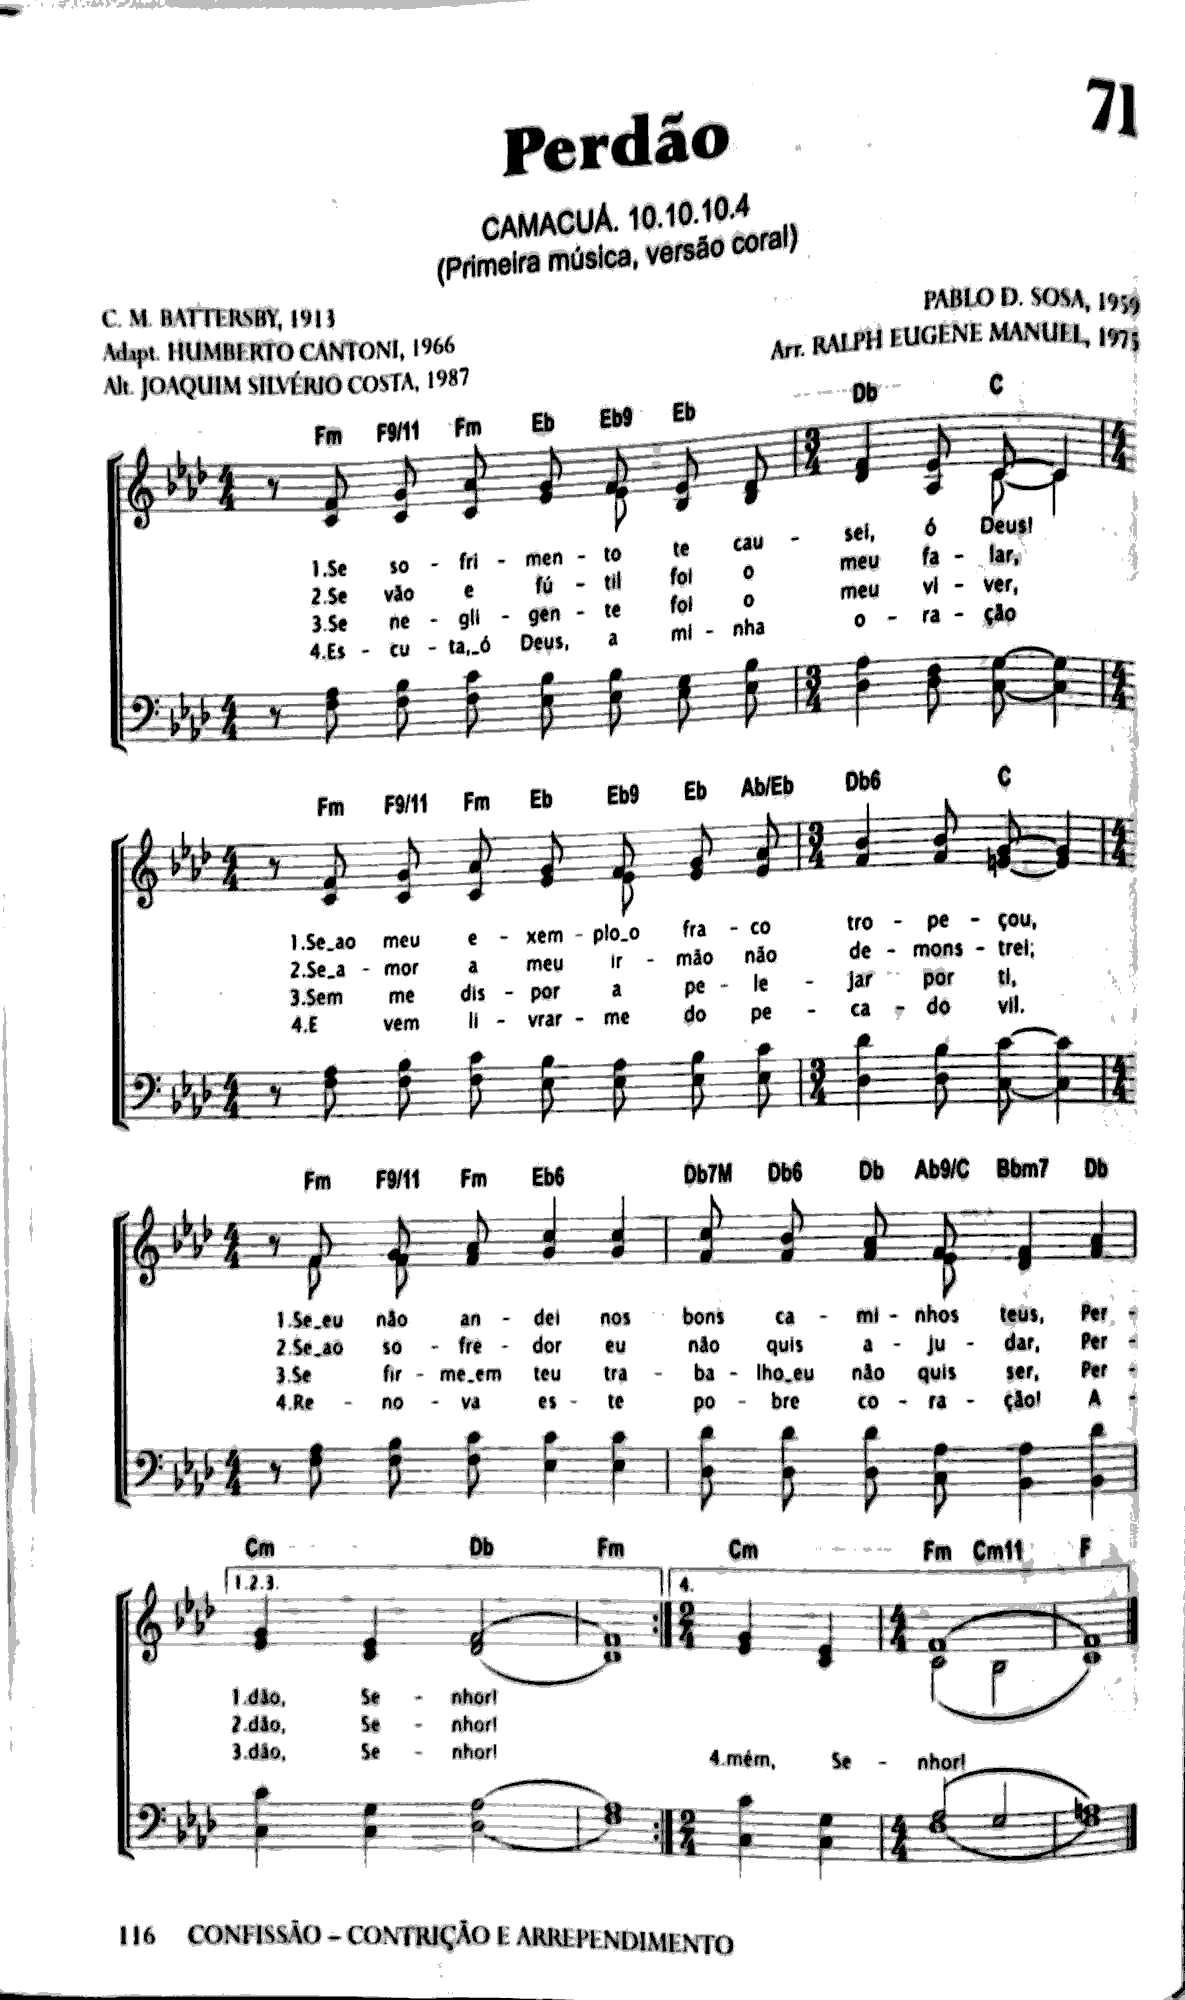 71
Perdão
CAMACUÁ. 10.10.10.4
(Primeira música, versão coral)
C. M. BATTERSBY, 1913
Adapt. HUMBERTO CANTONI, 1966
Alt. JOAQUIM SILVÉRIO COSTA, 1987
PABLO D. SOSA, 1959
Arr. RALPH EUGENE MANUEL, 1975
Fm F9/11 Fm Eb Eb9 Eb Db C
1.Se so - fri - men - to te cau - sei, ó Deus!
2.Se vão e fú - til foi o meu fa - lar,
3.Se ne - gli - gen - te foi o meu vi - ver,
4.Es - cu - ta,_ó Deus, a mi - nha o - ra - ção
Fm F9/11 Fm Eb Eb9 Eb Ab/Eb Db6 C
1.Se_ao meu e - xem - plo_o fra - co tro - pe - çou,
2.Se_a - mor a meu ir - mão não de - mons - trei;
3.Sem me dis - por a pe - le - jar por ti,
4.E vem li - vrar - me do pe - ca - do vil.
Fm F9/11 Fm Eb6 Db7M Db6 Db Ab9/C Bbm7 Db
1.Se_eu não an - dei nos bons ca - mi - nhos teus, Per -
2.Se_ao so - fre - dor eu não quis a - ju - dar, Per -
3.Se fir - me_em teu tra - ba - lho_eu não quis ser, Per -
4.Re - no - va es - te po - bre co - ra - ção! A -
Cm Db Fm Cm Fm Cm11 F
1.2.3. 4.
1.dão, Se - nhor!
2.dão, Se - nhor!
3.dão, Se - nhor! 4.mém, Se - nhor!
116 CONFISSÃO – CONTRIÇÃO E ARREPENDIMENTO